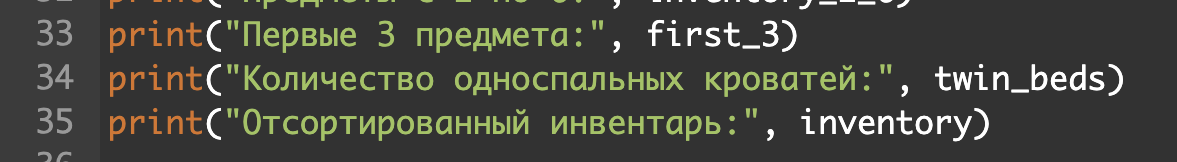 33 print("Первые 3 предмета:", first_3)
34 print("Количество односпальных кроватей:", twin_beds)
35 print("Отсортированный инвентарь:", inventory)